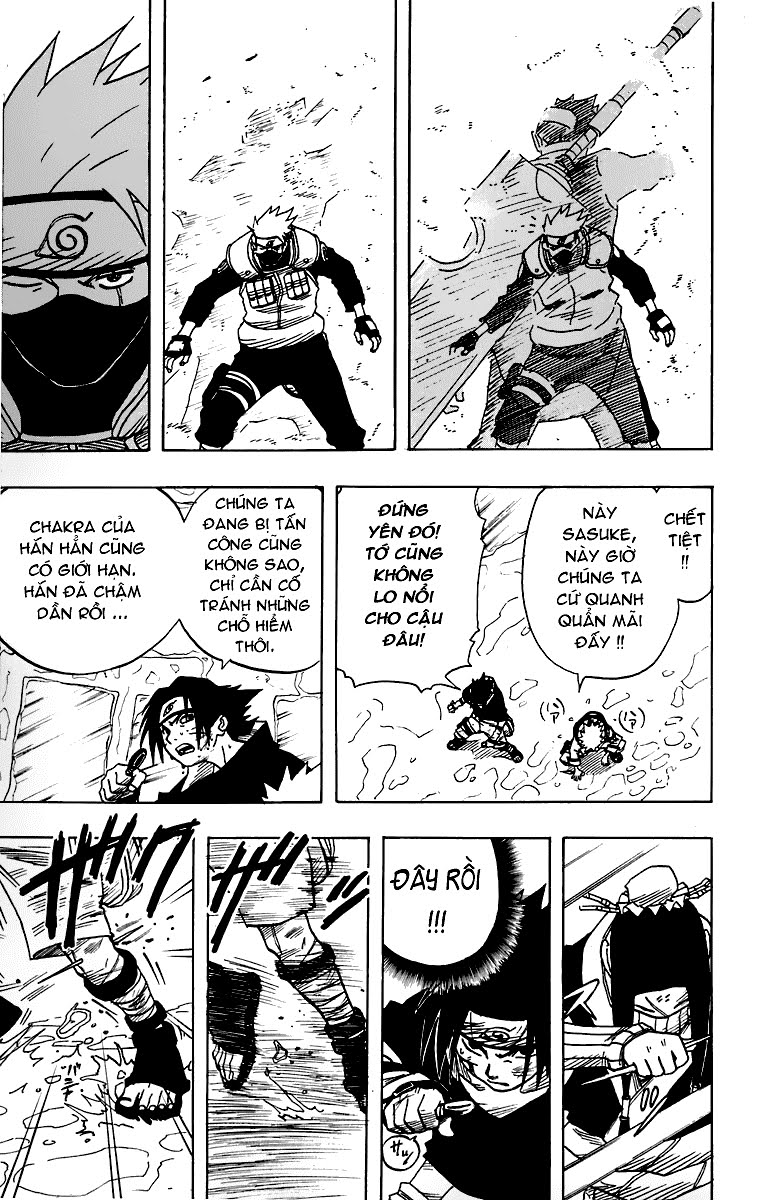 CHẾT
TIỆT
!!
NÀY
SASUKE,
NÀY GIỜ
CHÚNG TA
CỨ QUANH
QUẨN MÃI
ĐẤY !!
ĐỨNG
YÊN ĐÓ!
TỚ CŨNG
KHÔNG
LO NỔI
CHO CẬU
ĐÂU!
CHÚNG TA
ĐANG BỊ TẤN
CÔNG CŨNG
KHÔNG SAO,
CHỈ CẦN CỐ
TRÁNH NHỮNG
CHỖ HIỂM
THÔI.
CHAKRA CỦA
HẮN HẲN CŨNG
CÓ GIỚI HẠN.
HẮN ĐÃ CHẬM
DẦN RỒI ...
ĐÂY RỒI
!!!